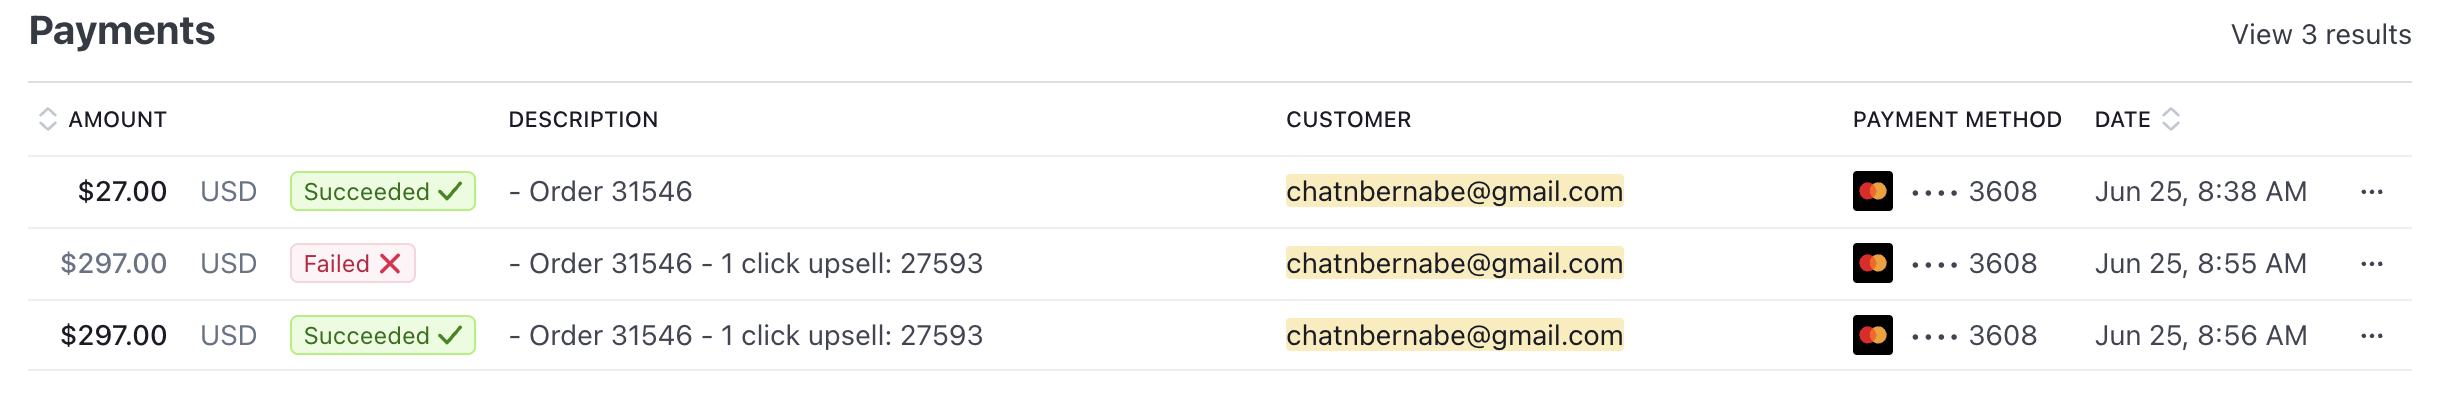 Payments View 3 results
AMOUNT DESCRIPTION CUSTOMER PAYMENT METHOD DATE
$27.00 USD Succeeded - Order 31546 chatnbernabe@gmail.com •••• 3608 Jun 25, 8:38 AM ···
$297.00 USD Failed - Order 31546 - 1 click upsell: 27593 chatnbernabe@gmail.com •••• 3608 Jun 25, 8:55 AM ···
$297.00 USD Succeeded - Order 31546 - 1 click upsell: 27593 chatnbernabe@gmail.com •••• 3608 Jun 25, 8:56 AM ···